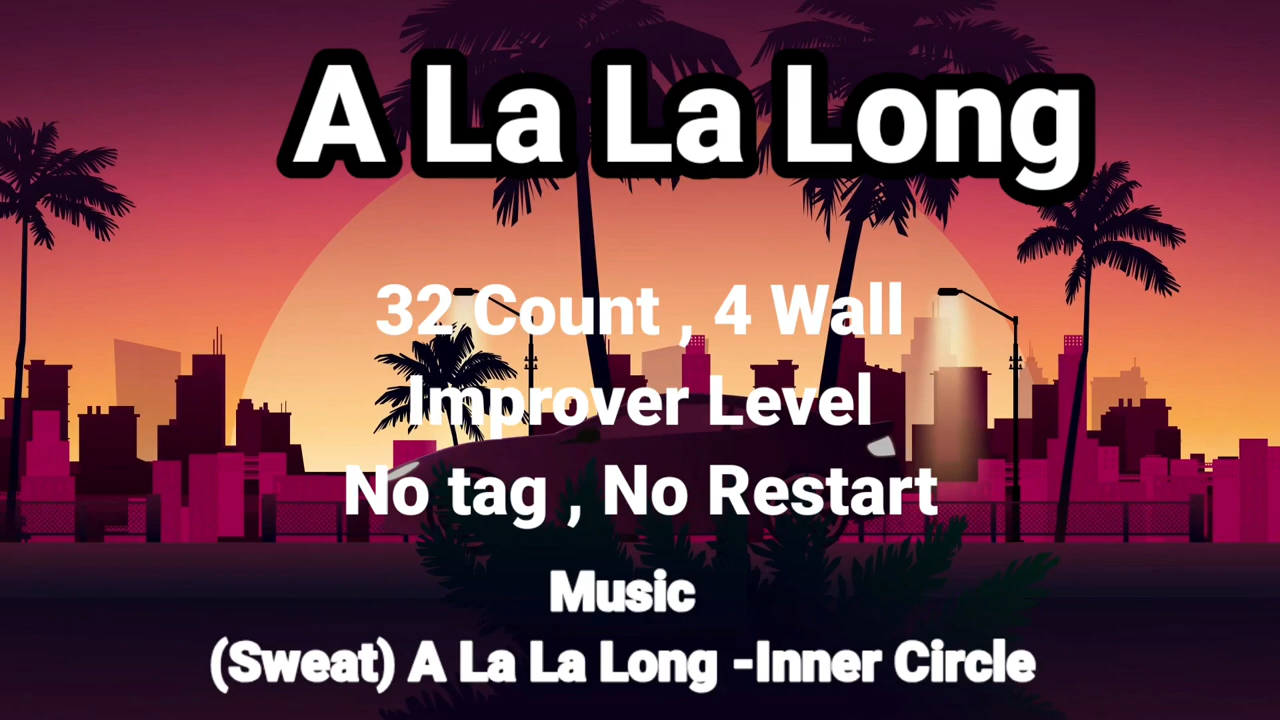 A La La Long
32 Count , 4 Wall
Improver Level
No tag , No Restart
Music
(Sweat) A La La Long -Inner Circle